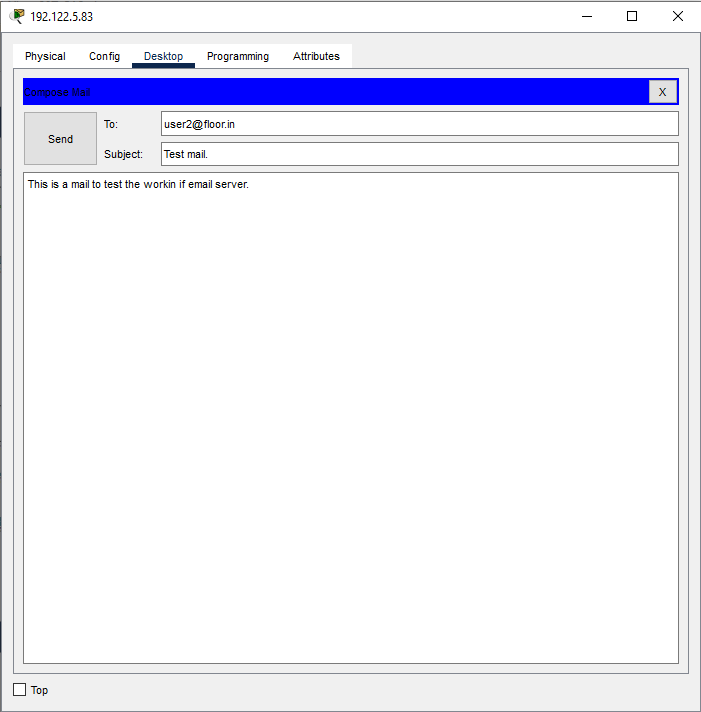 192.122.5.83
Physical Config Desktop Programming Attributes
Compose Mail
X
Send
To: user2@floor.in
Subject: Test mail.
This is a mail to test the workin if email server.
Top